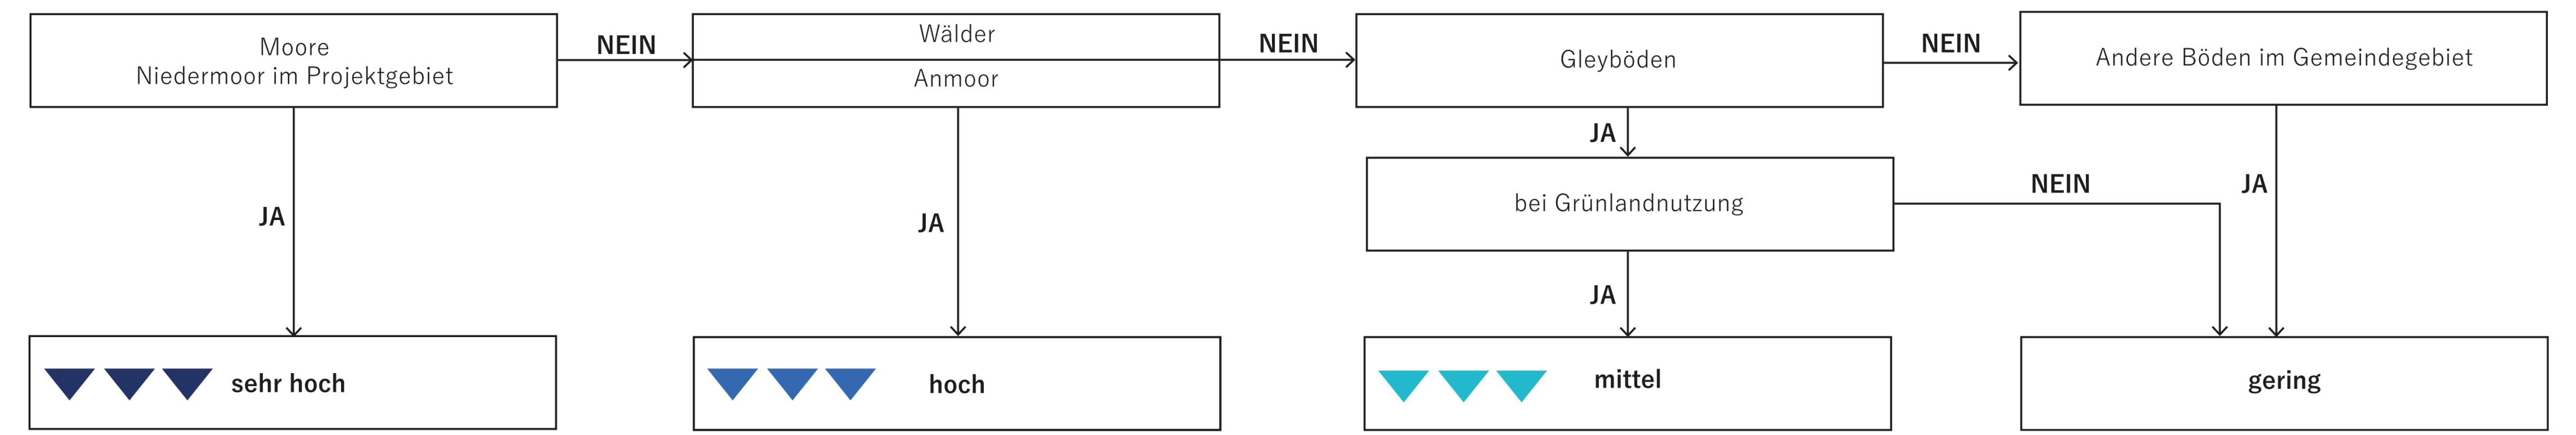 Moore
Niedermoor im Projektgebiet
NEIN
Wälder
Anmoor
NEIN
Gleyböden
NEIN
Andere Böden im Gemeindegebiet
JA
bei Grünlandnutzung
NEIN
JA
JA
JA
JA
sehr hoch
hoch
mittel
gering